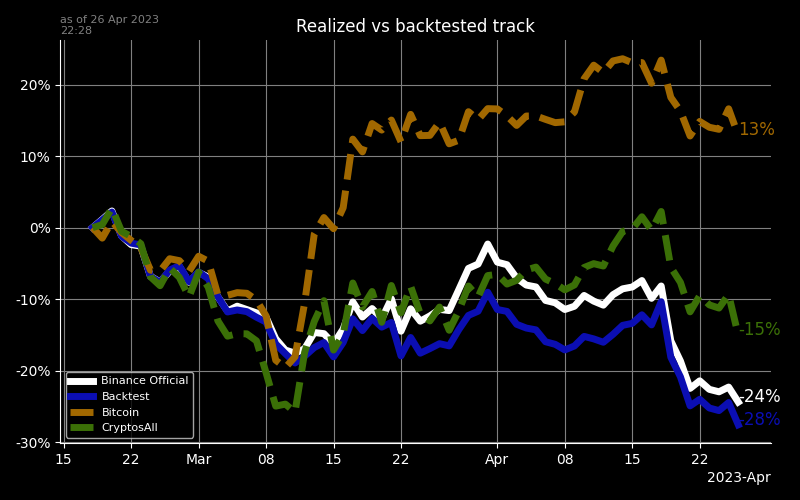 as of 26 Apr 2023
22:28
Realized vs backtested track
20%
10%
0%
-10%
-20%
-30%
13%
-15%
-24%
-28%
Binance Official
Backtest
Bitcoin
CryptosAll
15 22 Mar 08 15 22 Apr 08 15 22
2023-Apr